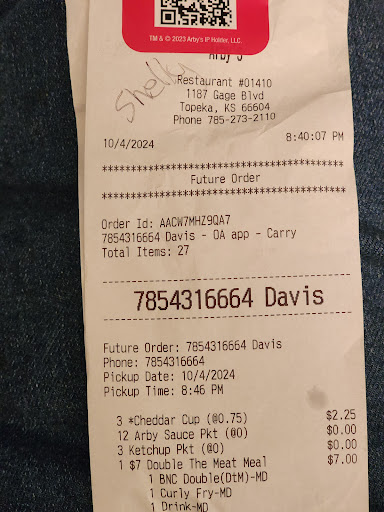 TM & © 2023 Arby's IP Holder, LLC.
Arby's
Shelly
Restaurant #01410
1187 Gage Blvd
Topeka, KS 66604
Phone 785-273-2110
10/4/2024 8:40:07 PM
****************************************
Future Order
****************************************
Order Id: AACW7MHZ9QA7
7854316664 Davis - OA app - Carry
Total Items: 27
----------------------------------------
7854316664 Davis
----------------------------------------
Future Order: 7854316664 Davis
Phone: 7854316664
Pickup Date: 10/4/2024
Pickup Time: 8:46 PM
3 *Cheddar Cup (@0.75) $2.25
12 Arby Sauce Pkt (@0) $0.00
3 Ketchup Pkt (@0) $0.00
1 $7 Double The Meat Meal $7.00
1 BNC Double(DtM)-MD
1 Curly Fry-MD
1 Drink-MD